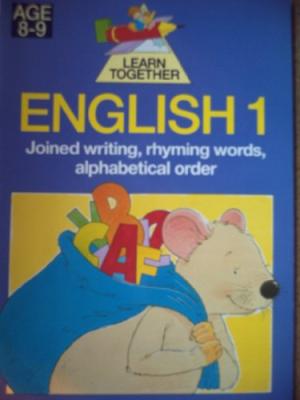 AGE
8-9
LEARN
TOGETHER
ENGLISH 1
Joined writing, rhyming words,
alphabetical order
B
C
A
F